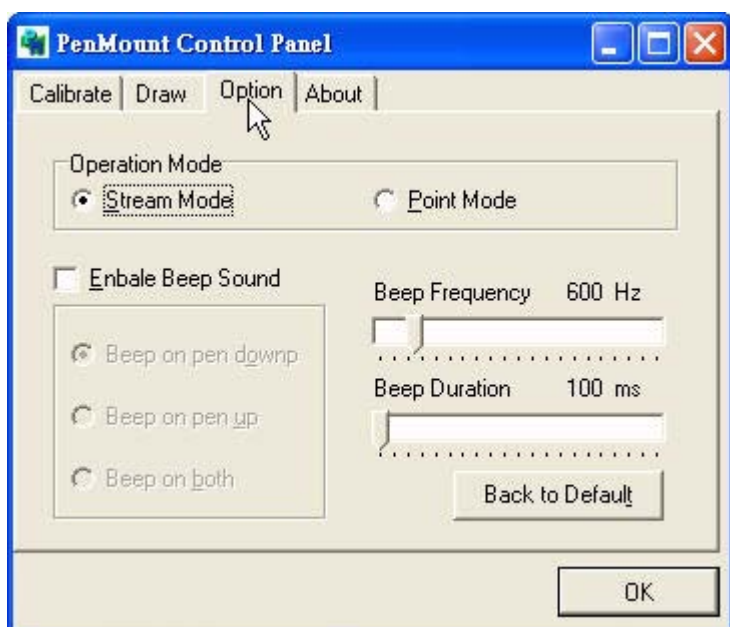 PenMount Control Panel
Calibrate Draw Option About
Operation Mode
Stream Mode Point Mode
Enbale Beep Sound
Beep on pen downp
Beep on pen up
Beep on both
Beep Frequency 600 Hz
Beep Duration 100 ms
Back to Default
OK